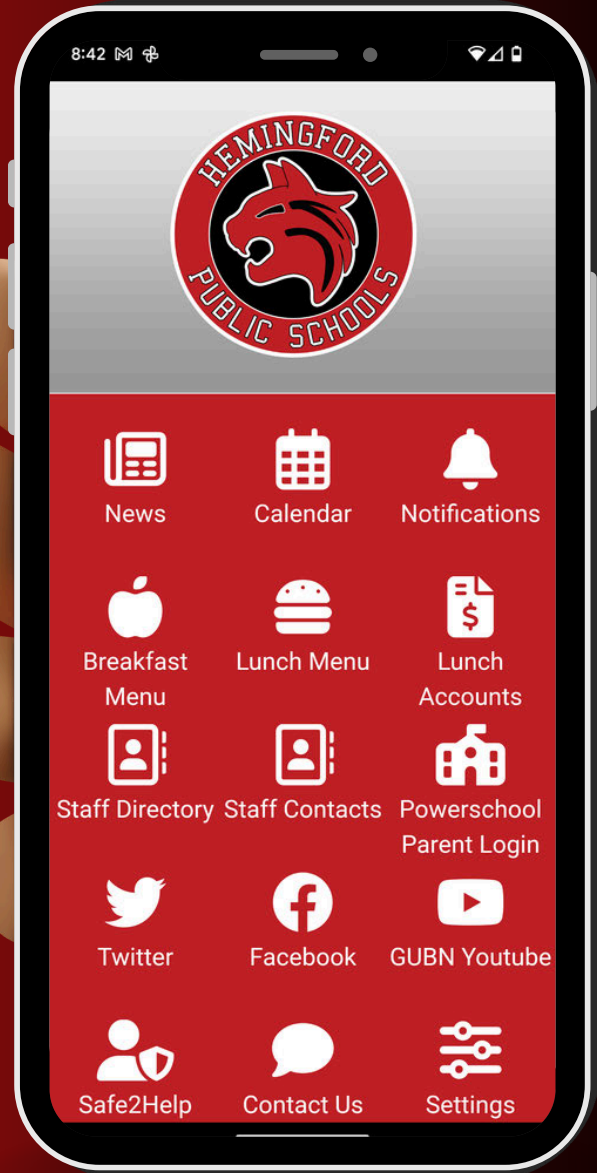 8:42
HEMINGFORD
PUBLIC SCHOOLS
News
Calendar
Notifications
Breakfast
Menu
Lunch Menu
$
Lunch
Accounts
Staff Directory
Staff Contacts
Powerschool
Parent Login
Twitter
Facebook
GUBN Youtube
Safe2Help
Contact Us
Settings